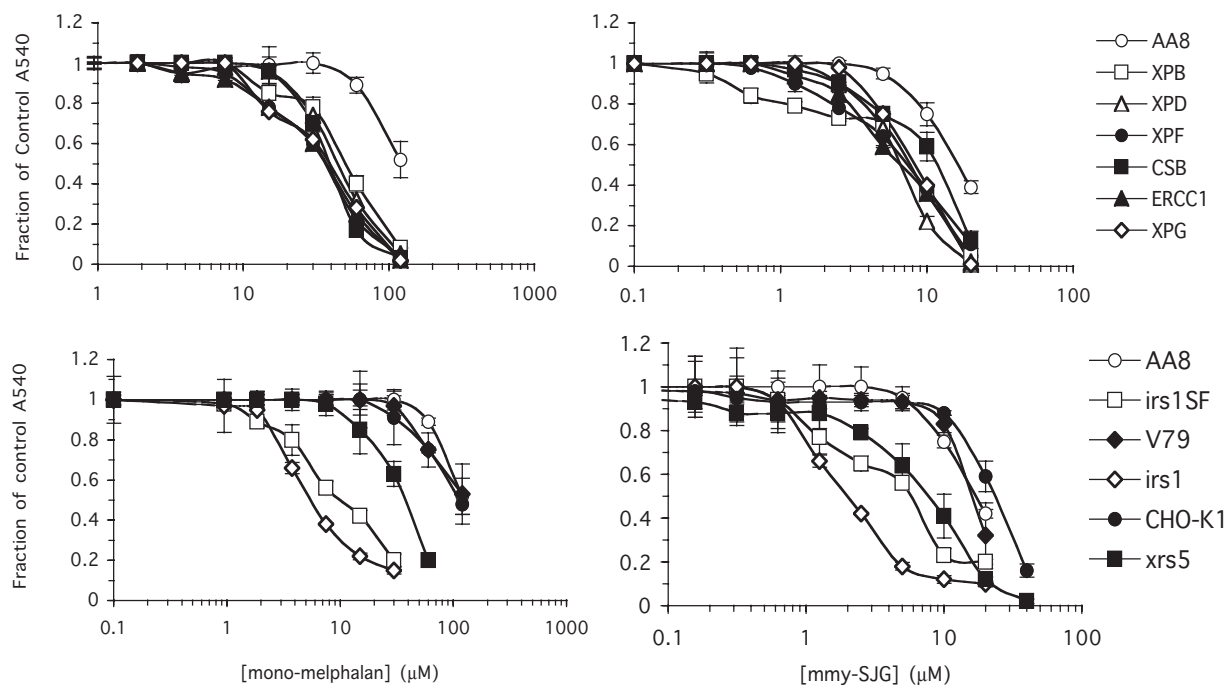 Fraction of Control A540
1.2
1
0.8
0.6
0.4
0.2
0
1 10 100 1000
1.2
1
0.8
0.6
0.4
0.2
0
0.1 1 10 100
AA8
XPB
XPD
XPF
CSB
ERCC1
XPG
Fraction of control A540
1.2
1
0.8
0.6
0.4
0.2
0
0.1 1 10 100 1000
[mono-melphalan] (µM)
1.2
1
0.8
0.6
0.4
0.2
0
0.1 1 10 100
[mmy-SJG] (µM)
AA8
irs1SF
V79
irs1
CHO-K1
xrs5